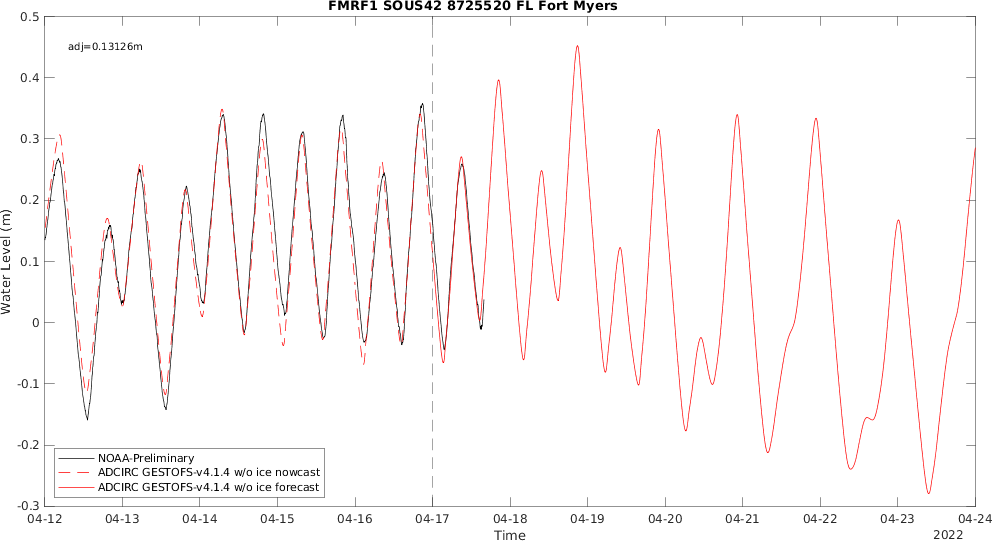 FMRF1 SOUS42 8725520 FL Fort Myers
0.5
adj=0.13126m
0.4
0.3
0.2
0.1
0
-0.1
-0.2
-0.3
Water Level (m)
NOAA-Preliminary
ADCIRC GESTOFS-v4.1.4 w/o ice nowcast
ADCIRC GESTOFS-v4.1.4 w/o ice forecast
04-12 04-13 04-14 04-15 04-16 04-17 04-18 04-19 04-20 04-21 04-22 04-23 04-24
Time
2022